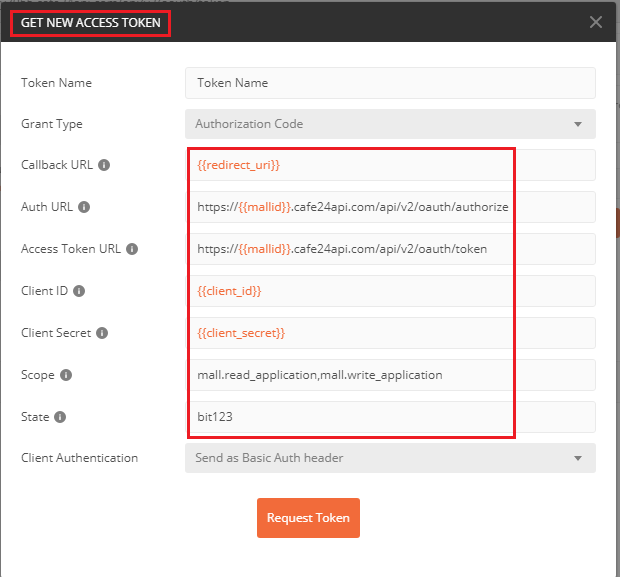 GET NEW ACCESS TOKEN
Token Name Token Name
Grant Type Authorization Code
Callback URL {{redirect_uri}}
Auth URL https://{{mallid}}.cafe24api.com/api/v2/oauth/authorize
Access Token URL https://{{mallid}}.cafe24api.com/api/v2/oauth/token
Client ID {{client_id}}
Client Secret {{client_secret}}
Scope mall.read_application,mall.write_application
State bit123
Client Authentication Send as Basic Auth header
Request Token